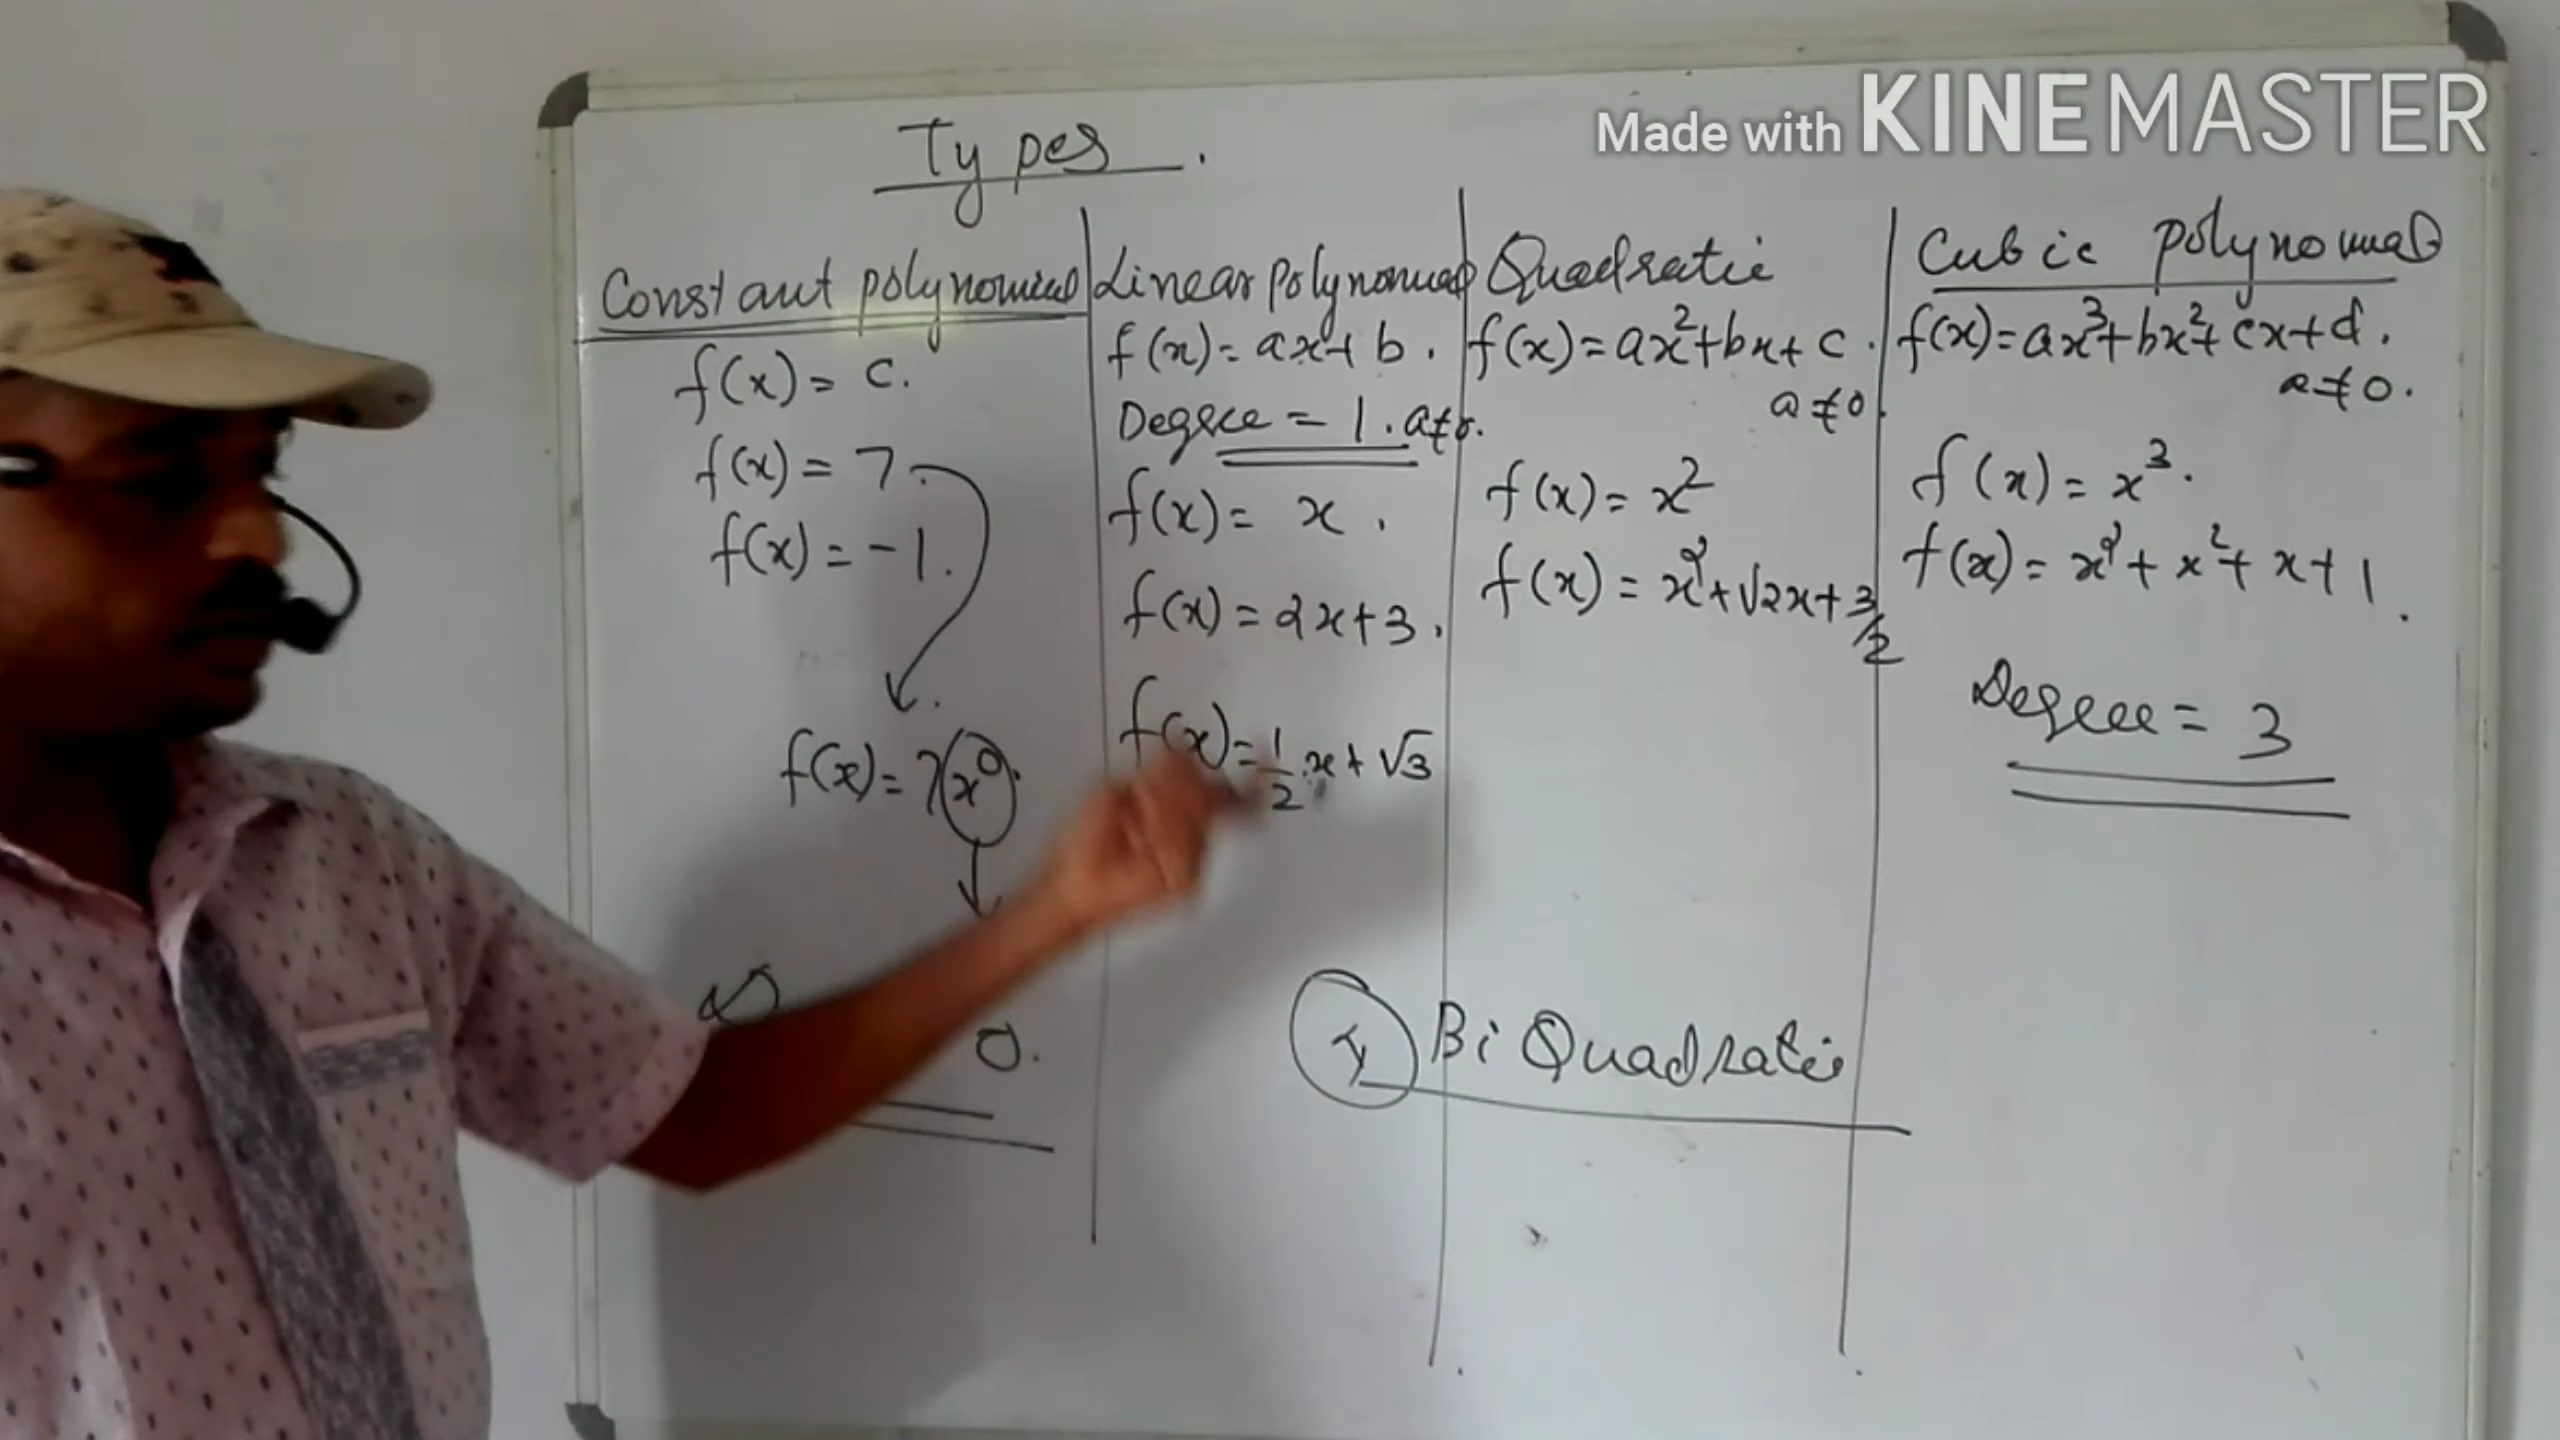 Made with KINEMASTER
Types.
Constant polynomial
f(x) = c.
f(x) = 7.
f(x) = -1.
f(x) = 7x⁰.
0.
Linear polynomial
f(x) = ax+b.
Degree = 1. a≠0.
f(x) = x.
f(x) = 2x+3.
f(x) = 1/2 x + √3
Quadratic
f(x) = ax²+bx+c.
a≠0.
f(x) = x²
f(x) = x²+√2x+3/2
Cubic polynomial
f(x) = ax³+bx²+cx+d.
a≠0.
f(x) = x³.
f(x) = x³ + x² + x + 1.
Degree = 3
Bi Quadratic